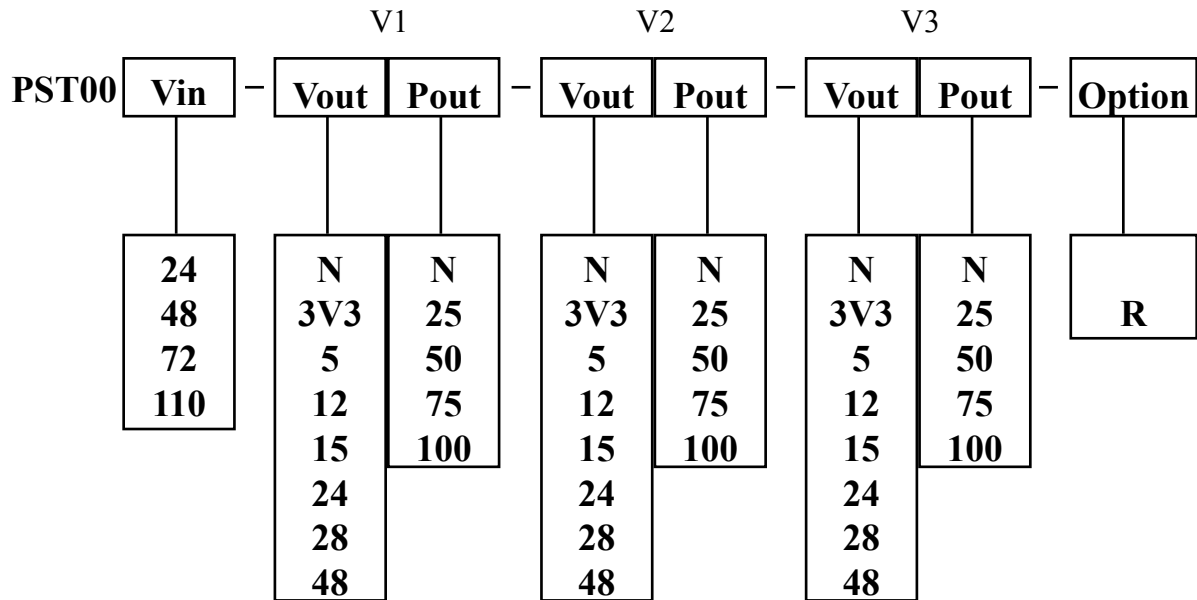 V1 V2 V3
PST00 Vin – Vout Pout – Vout Pout – Vout Pout – Option
24 N N N N N N
48 3V3 25 3V3 25 3V3 25 R
72 5 50 5 50 5 50
110 12 75 12 75 12 75
15 100 15 100 15 100
24 24 24
28 28 28
48 48 48